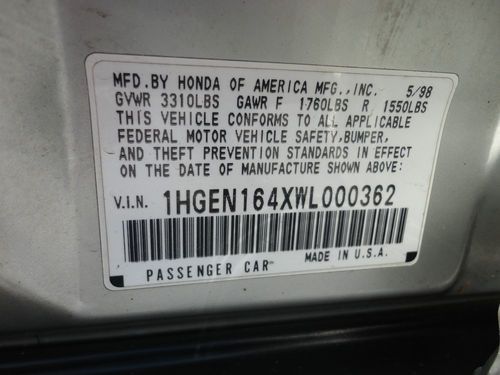 MFD. BY HONDA OF AMERICA MFG., INC. 5/98
GVWR 3310LBS GAWR F 1760LBS R 1550LBS
THIS VEHICLE CONFORMS TO ALL APPLICABLE
FEDERAL MOTOR VEHICLE SAFETY, BUMPER,
AND THEFT PREVENTION STANDARDS IN EFFECT
ON THE DATE OF MANUFACTURE SHOWN ABOVE.
V.I.N. 1HGEN164XWL000362
PASSENGER CAR MADE IN U.S.A.